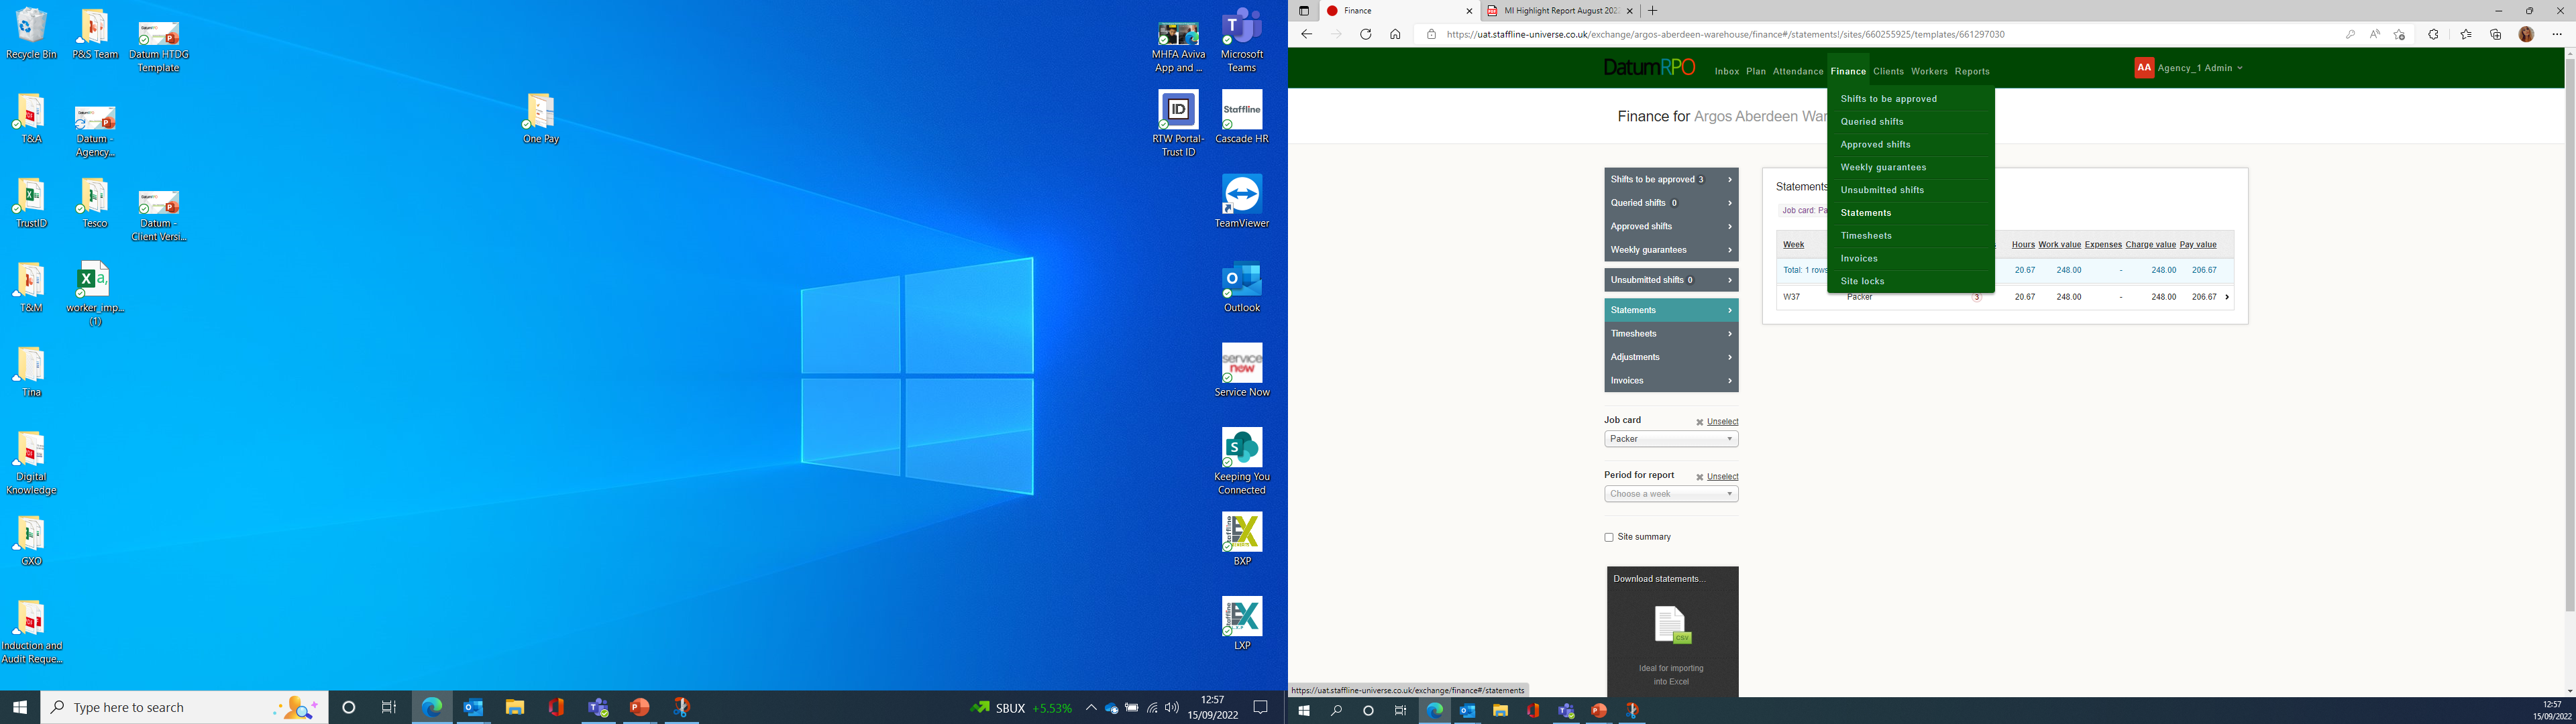 Recycle Bin
P&S Team
Datum HTDG
Template
T&A
Datum -
Agency...
TrustID
Tesco
Datum -
Client Versi...
T&M
worker_imp...
(1)
Tina
Digital
Knowledge
GXO
Induction and
Audit Reque...
One Pay
MHFA Aviva
App and ...
Microsoft
Teams
RTW Portal-
Trust ID
Staffline
Cascade HR
TeamViewer
Outlook
service
now
Service Now
Keeping You
Connected
BXP
LXP
Type here to search
SBUX +5.53%
12:57
15/09/2022
Finance
MI Highlight Report August 202
https://uat.staffline-universe.co.uk/exchange/argos-aberdeen-warehouse/finance#/statements!/sites/660255925/templates/661297030
DatumRPO
Inbox Plan Attendance Finance Clients Workers Reports
AA Agency_1 Admin
Shifts to be approved
Queried shifts
Approved shifts
Weekly guarantees
Unsubmitted shifts
Statements
Timesheets
Invoices
Site locks
Finance for Argos Aberdeen War
Shifts to be approved 3
Queried shifts 0
Approved shifts
Weekly guarantees
Unsubmitted shifts 0
Statements
Timesheets
Adjustments
Invoices
Statements
Job card: Pa
Week Hours Work value Expenses Charge value Pay value
Total: 1 rows 20.67 248.00 - 248.00 206.67
W37 Packer 3 20.67 248.00 - 248.00 206.67
Job card
Unselect
Packer
Period for report
Unselect
Choose a week
Site summary
Download statements...
CSV
Ideal for importing
into Excel
https://uat.staffline-universe.co.uk/exchange/finance#/statements
12:57
15/09/2022